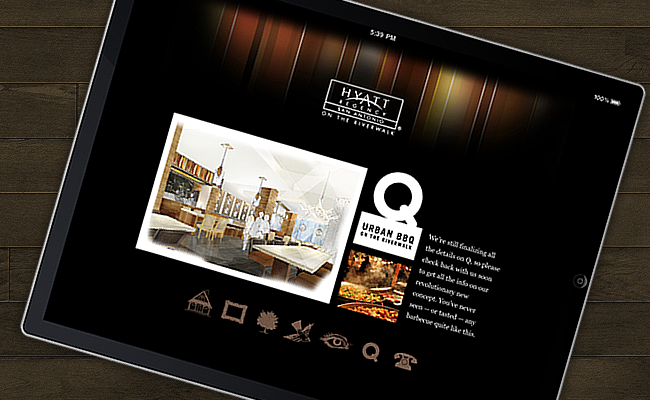 5:39 PM
100%
HYATT
REGENCY
SAN ANTONIO
ON THE RIVERWALK®
Q
URBAN BBQ
ON THE RIVERWALK
We're still finalizing all
the details on Q, so please
check back with us soon
to get all the info on our
revolutionary new
concept. You've never
seen — or tasted — any
barbecue quite like this.
Q